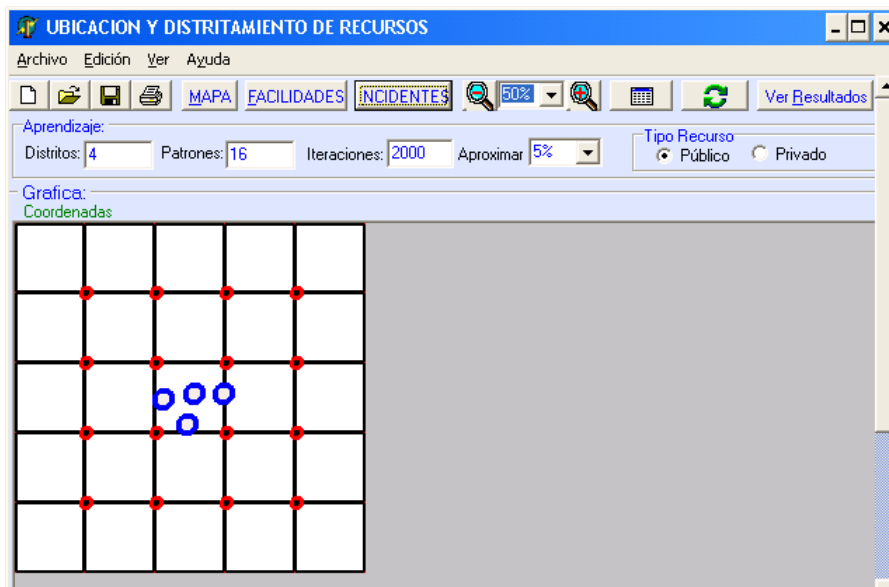 UBICACION Y DISTRITAMIENTO DE RECURSOS
Archivo Edición Ver Ayuda
MAPA FACILIDADES INCIDENTES 50% Ver Resultados
Aprendizaje:
Distritos: 4 Patrones: 16 Iteraciones: 2000 Aproximar 5%
Tipo Recurso
Público Privado
Grafica:
Coordenadas